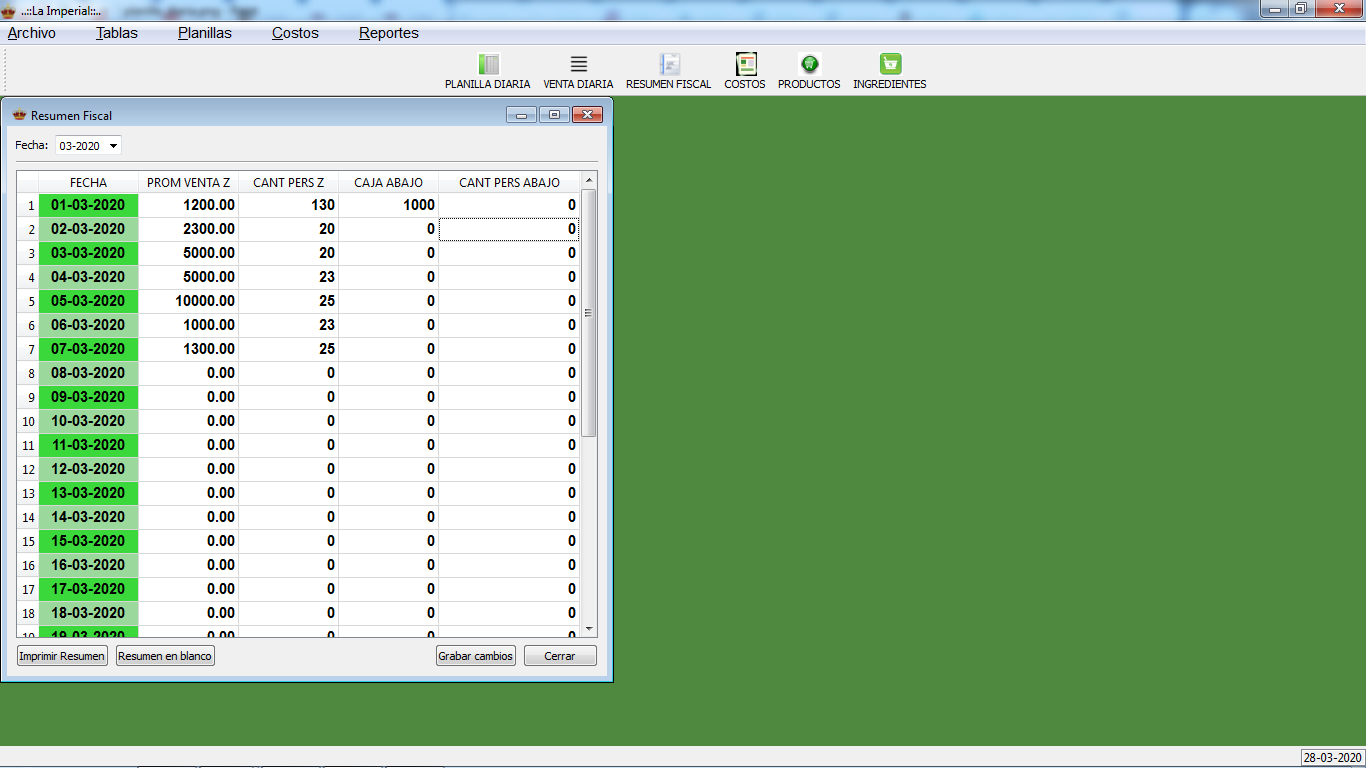 ..::La Imperial::..
Archivo Tablas Planillas Costos Reportes
PLANILLA DIARIA VENTA DIARIA RESUMEN FISCAL COSTOS PRODUCTOS INGREDIENTES
Resumen Fiscal
Fecha: 03-2020
FECHA PROM VENTA Z CANT PERS Z CAJA ABAJO CANT PERS ABAJO
1 01-03-2020 1200.00 130 1000 0
2 02-03-2020 2300.00 20 0 0
3 03-03-2020 5000.00 20 0 0
4 04-03-2020 5000.00 23 0 0
5 05-03-2020 10000.00 25 0 0
6 06-03-2020 1000.00 23 0 0
7 07-03-2020 1300.00 25 0 0
8 08-03-2020 0.00 0 0 0
9 09-03-2020 0.00 0 0 0
10 10-03-2020 0.00 0 0 0
11 11-03-2020 0.00 0 0 0
12 12-03-2020 0.00 0 0 0
13 13-03-2020 0.00 0 0 0
14 14-03-2020 0.00 0 0 0
15 15-03-2020 0.00 0 0 0
16 16-03-2020 0.00 0 0 0
17 17-03-2020 0.00 0 0 0
18 18-03-2020 0.00 0 0 0
19 19-03-2020 0.00 0 0 0
Imprimir Resumen Resumen en blanco Grabar cambios Cerrar
28-03-2020